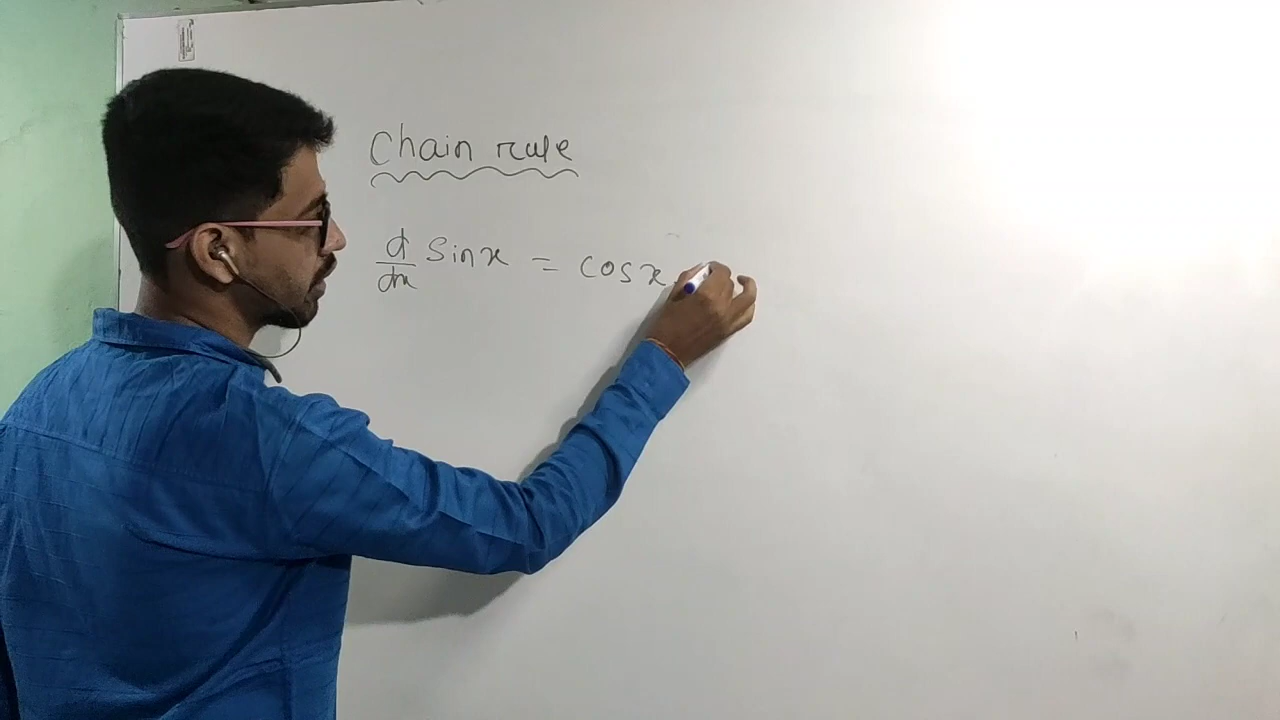 Chain rule
d/dx Sinx = cosx